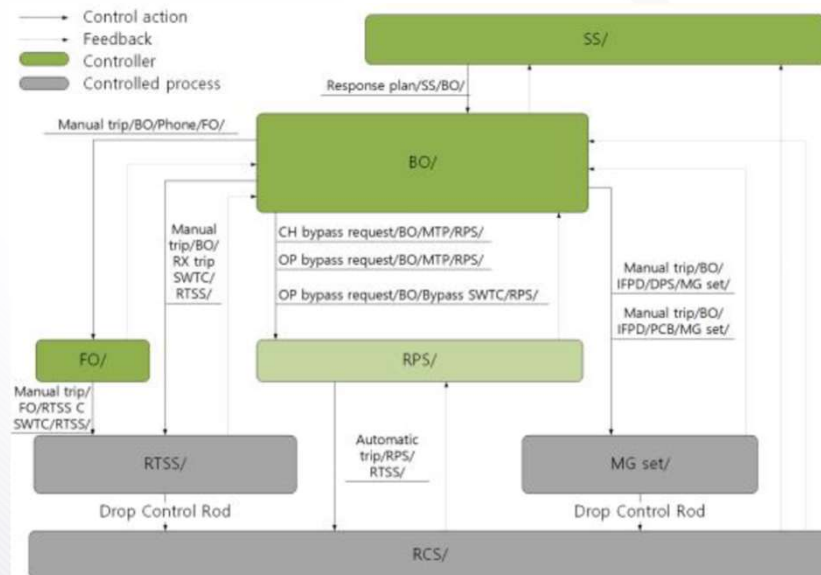 Control action
Feedback
Controller
Controlled process
SS/
Response plan/SS/BO/
Manual trip/BO/Phone/FO/
BO/
Manual
trip/BO/
RX trip
SWTC/
RTSS/
CH bypass request/BO/MTP/RPS/
OP bypass request/BO/MTP/RPS/
OP bypass request/BO/Bypass SWTC/RPS/
Manual trip/BO/
IFPD/DPS/MG set/
Manual trip/BO/
IFPD/PCB/MG set/
FO/
RPS/
Manual trip/
FO/RTSS C
SWTC/RTSS/
RTSS/
Automatic
trip/RPS/
RTSS/
MG set/
Drop Control Rod
Drop Control Rod
RCS/